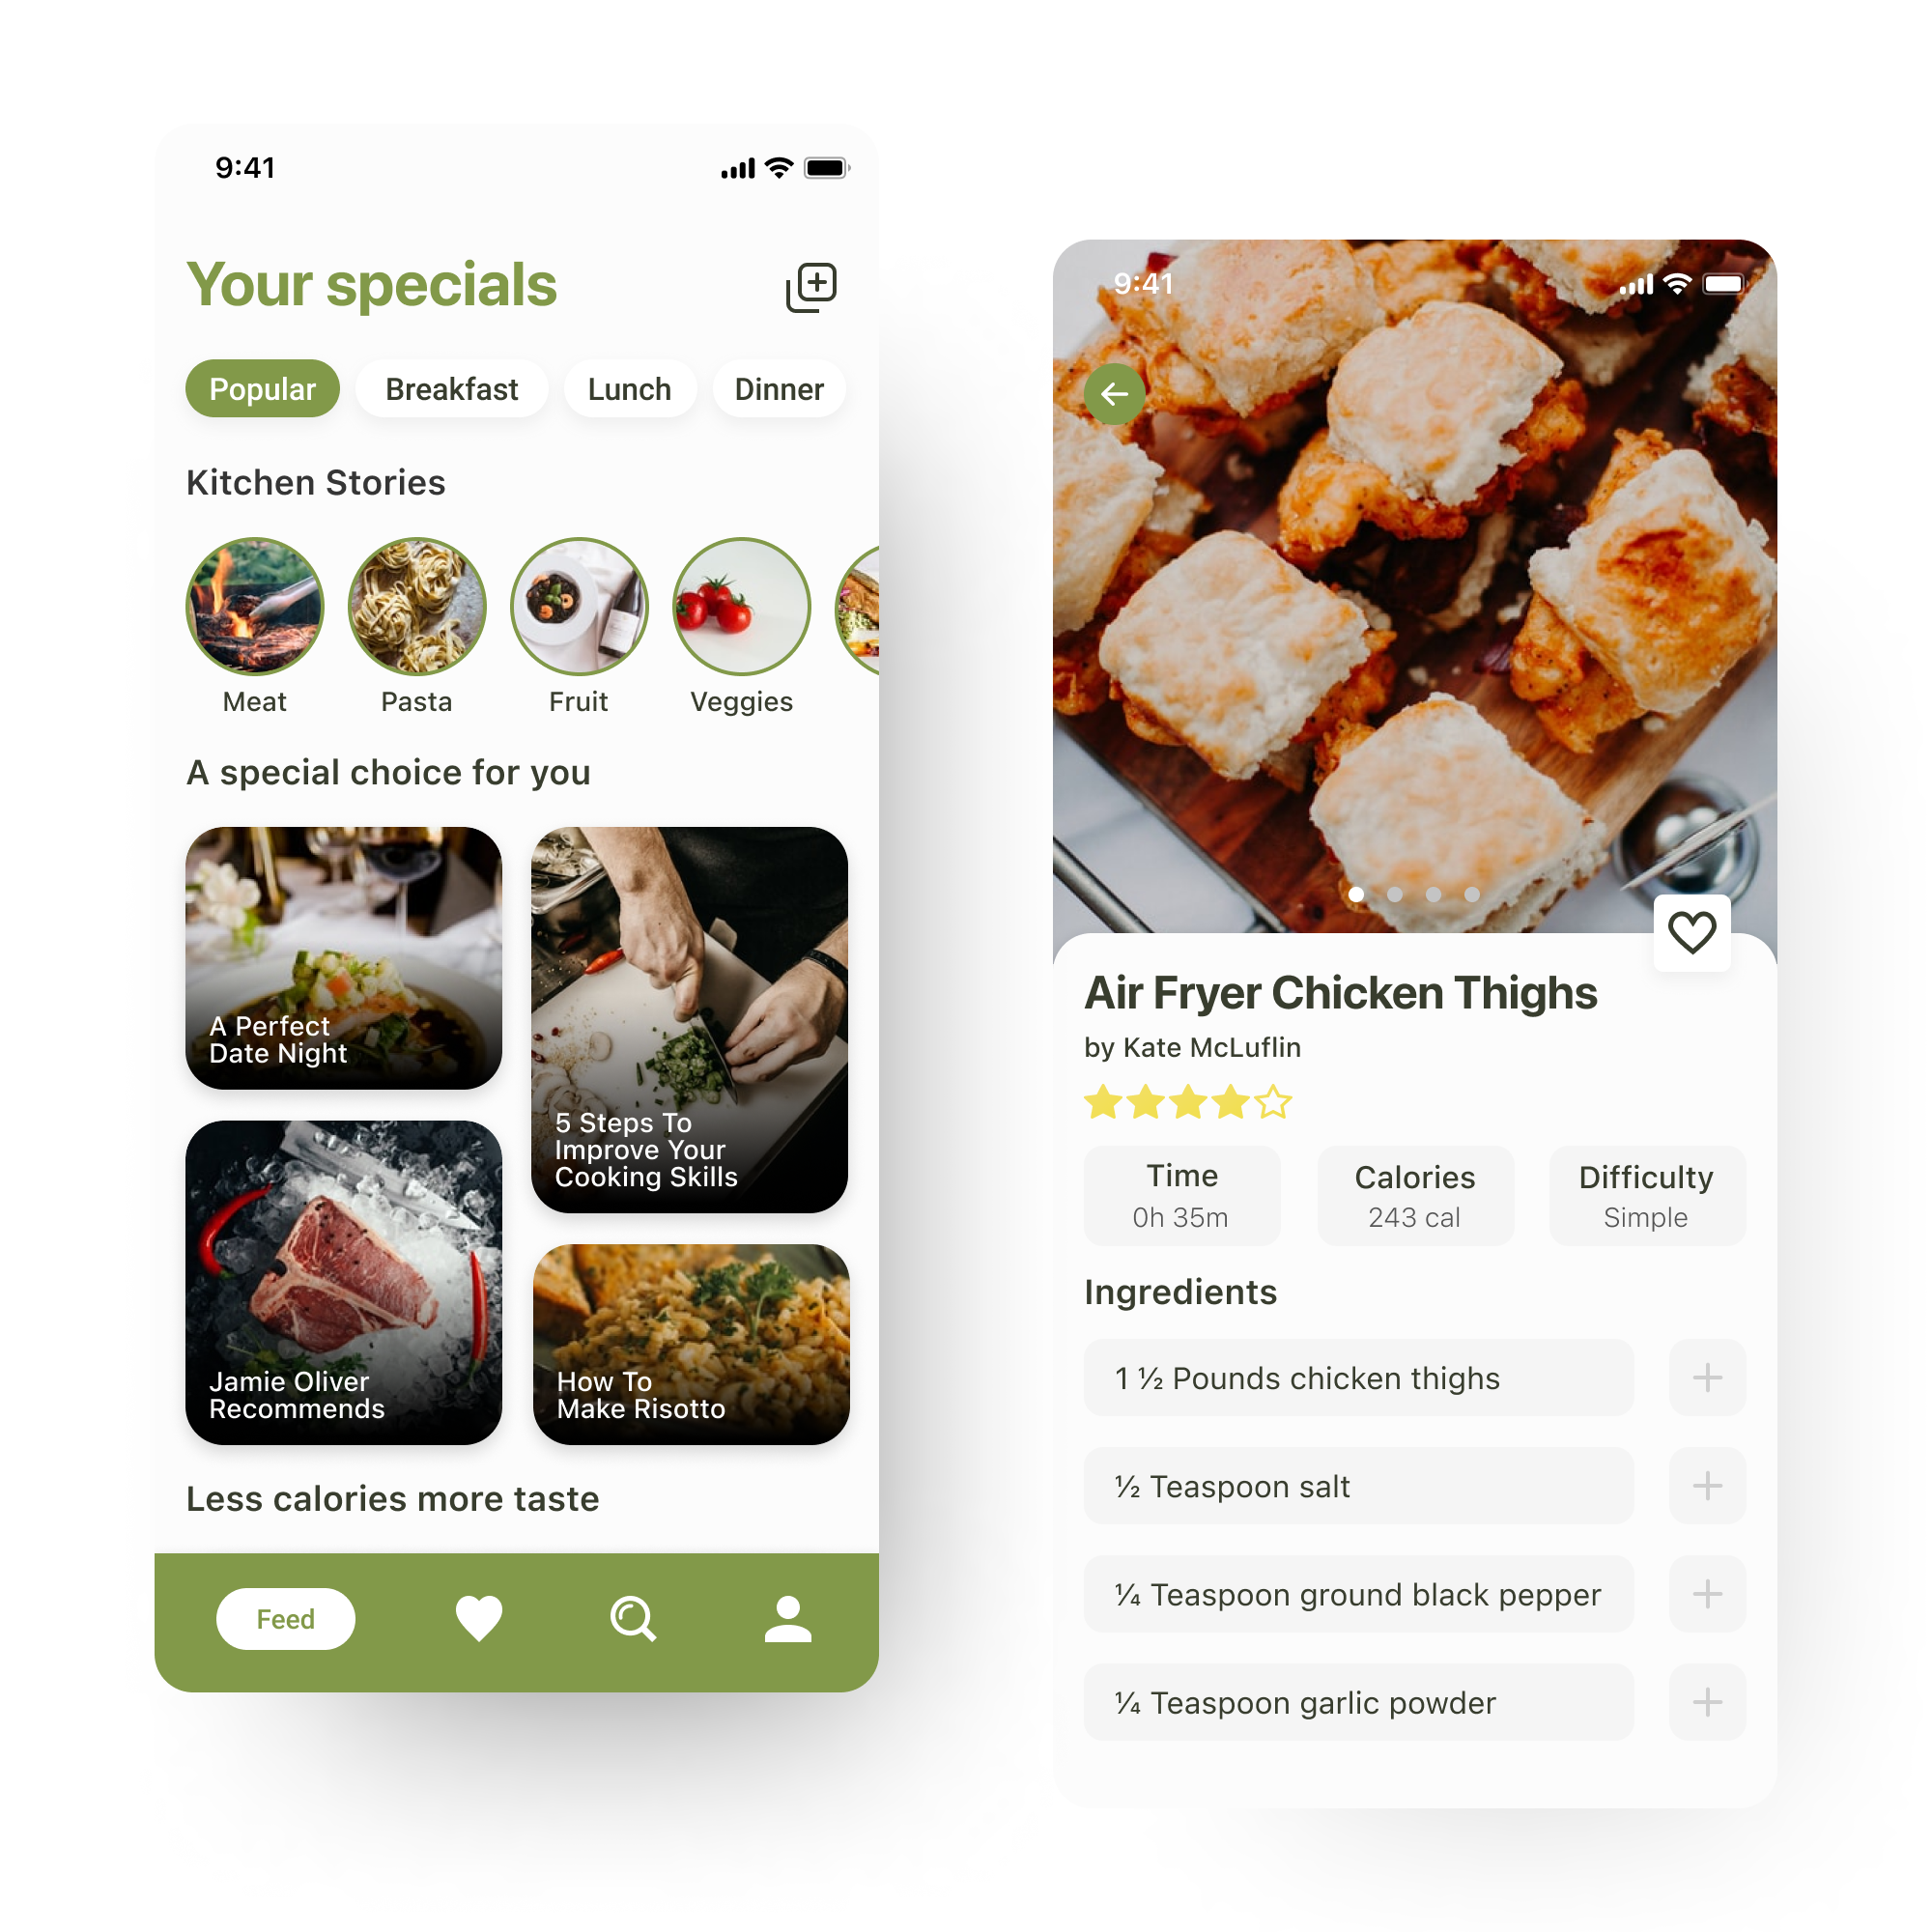 9:41
Your specials
Popular
Breakfast
Lunch
Dinner
Kitchen Stories
Meat
Pasta
Fruit
Veggies
A special choice for you
A Perfect
Date Night
5 Steps To
Improve Your
Cooking Skills
Jamie Oliver
Recommends
How To
Make Risotto
Less calories more taste
Feed
9:41
Air Fryer Chicken Thighs
by Kate McLuflin
Time
0h 35m
Calories
243 cal
Difficulty
Simple
Ingredients
1 ½ Pounds chicken thighs
½ Teaspoon salt
¼ Teaspoon ground black pepper
¼ Teaspoon garlic powder